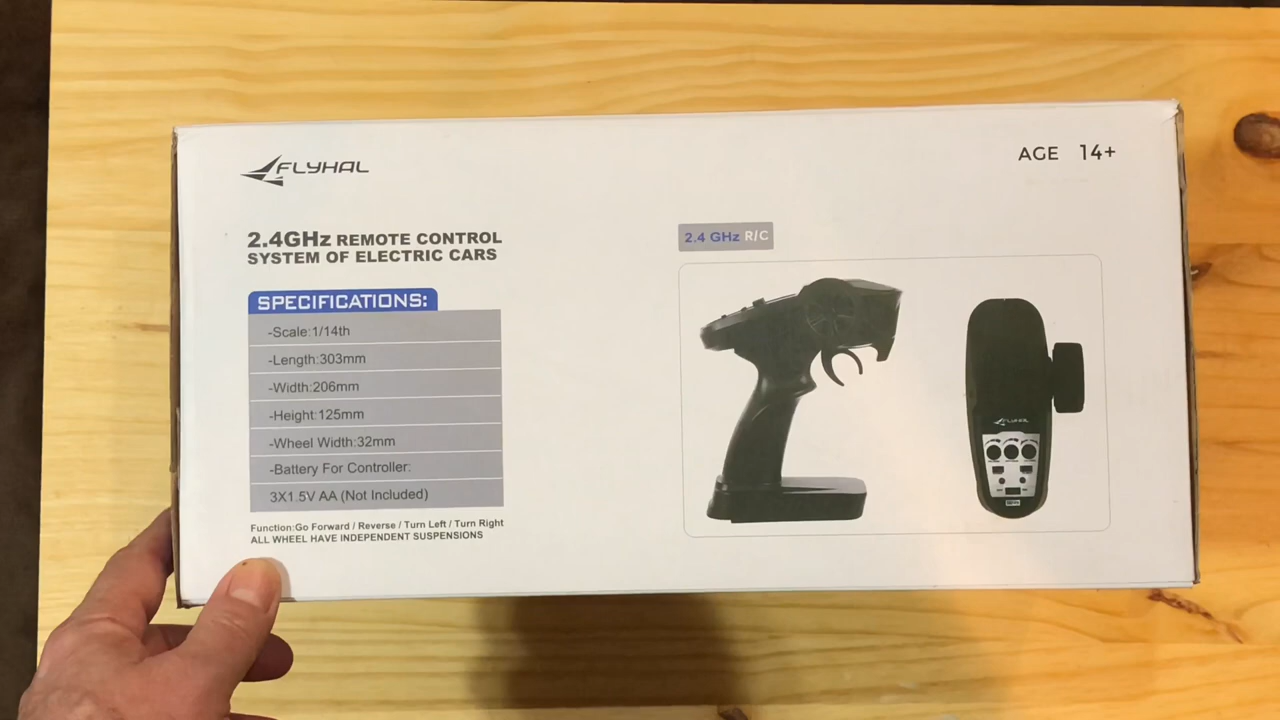 FLYHAL
AGE 14+
2.4GHz REMOTE CONTROL
SYSTEM OF ELECTRIC CARS
SPECIFICATIONS:
-Scale:1/14th
-Length:303mm
-Width:206mm
-Height:125mm
-Wheel Width:32mm
-Battery For Controller:
3X1.5V AA (Not Included)
Function:Go Forward / Reverse / Turn Left / Turn Right
ALL WHEEL HAVE INDEPENDENT SUSPENSIONS
2.4 GHz R/C
FLYHAL